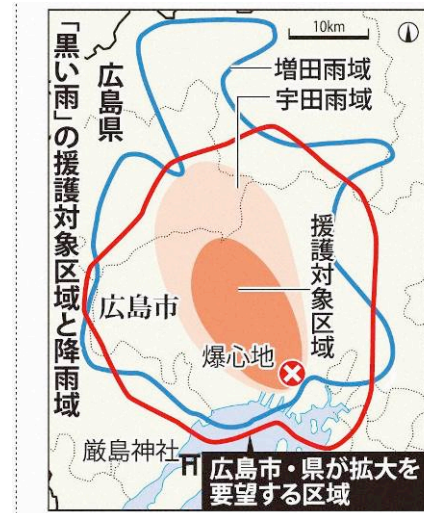 「黒い雨」の援護対象区域と降雨域
広島県
10km
増田雨域
宇田雨域
援護対象区域
広島市
爆心地
厳島神社
広島市・県が拡大を
要望する区域